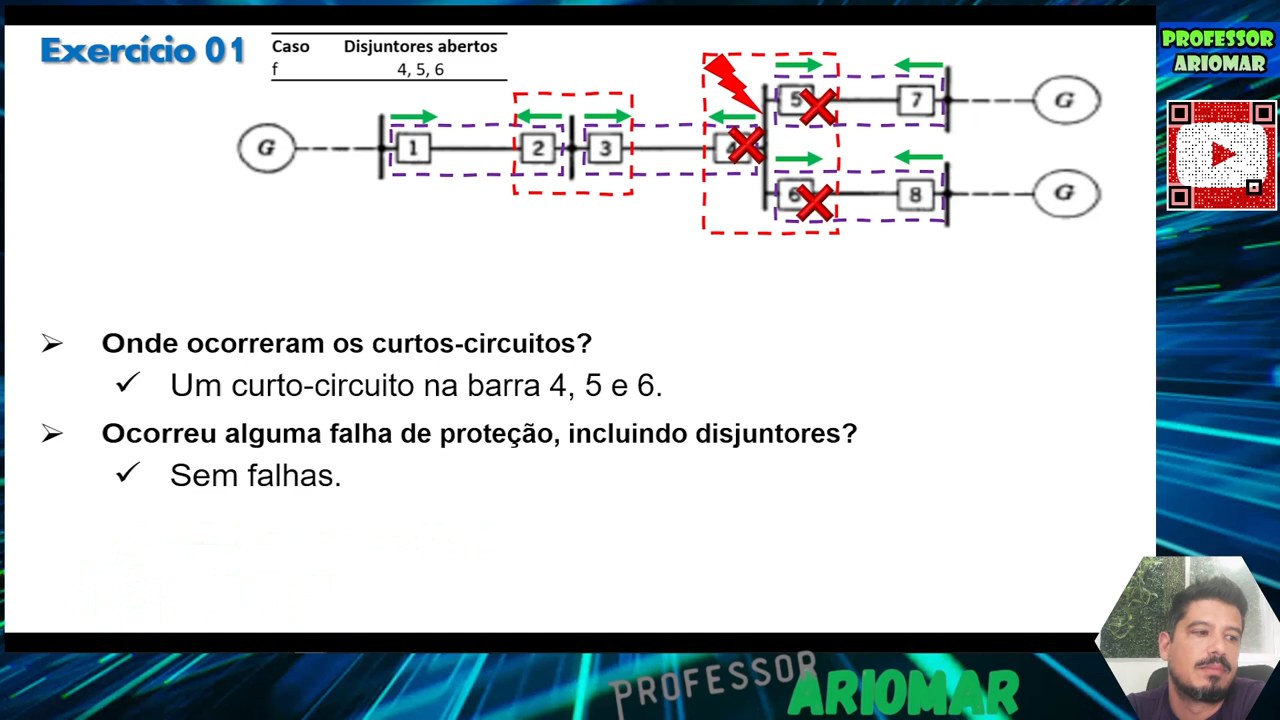 Exercício 01
Caso Disjuntores abertos
f 4, 5, 6
PROFESSOR
ARIOMAR
G 1 2 3 4 5 7 G
6 8 G
Onde ocorreram os curtos-circuitos?
Um curto-circuito na barra 4, 5 e 6.
Ocorreu alguma falha de proteção, incluindo disjuntores?
Sem falhas.
PROFESSOR
ARIOMAR